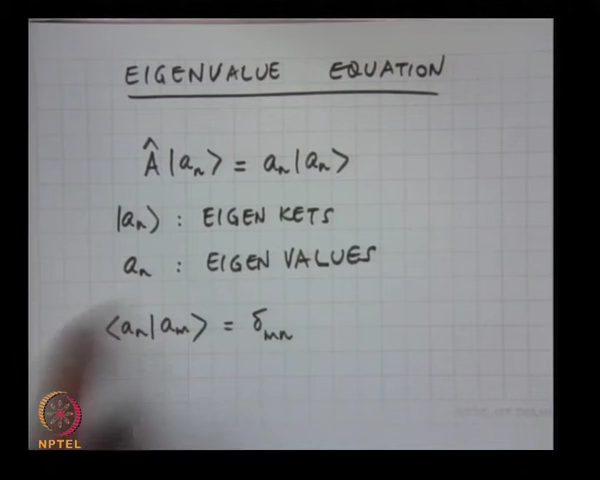 EIGENVALUE EQUATION
Â|aₙ⟩ = aₙ|aₙ⟩
|aₙ⟩ : EIGEN KETS
aₙ : EIGEN VALUES
⟨aₙ|aₘ⟩ = δₘₙ
NPTEL